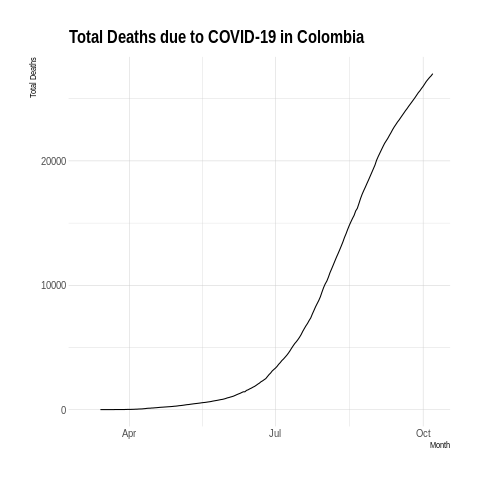 Total Deaths due to COVID-19 in Colombia
Total Deaths
20000
10000
0
Apr
Jul
Oct
Month